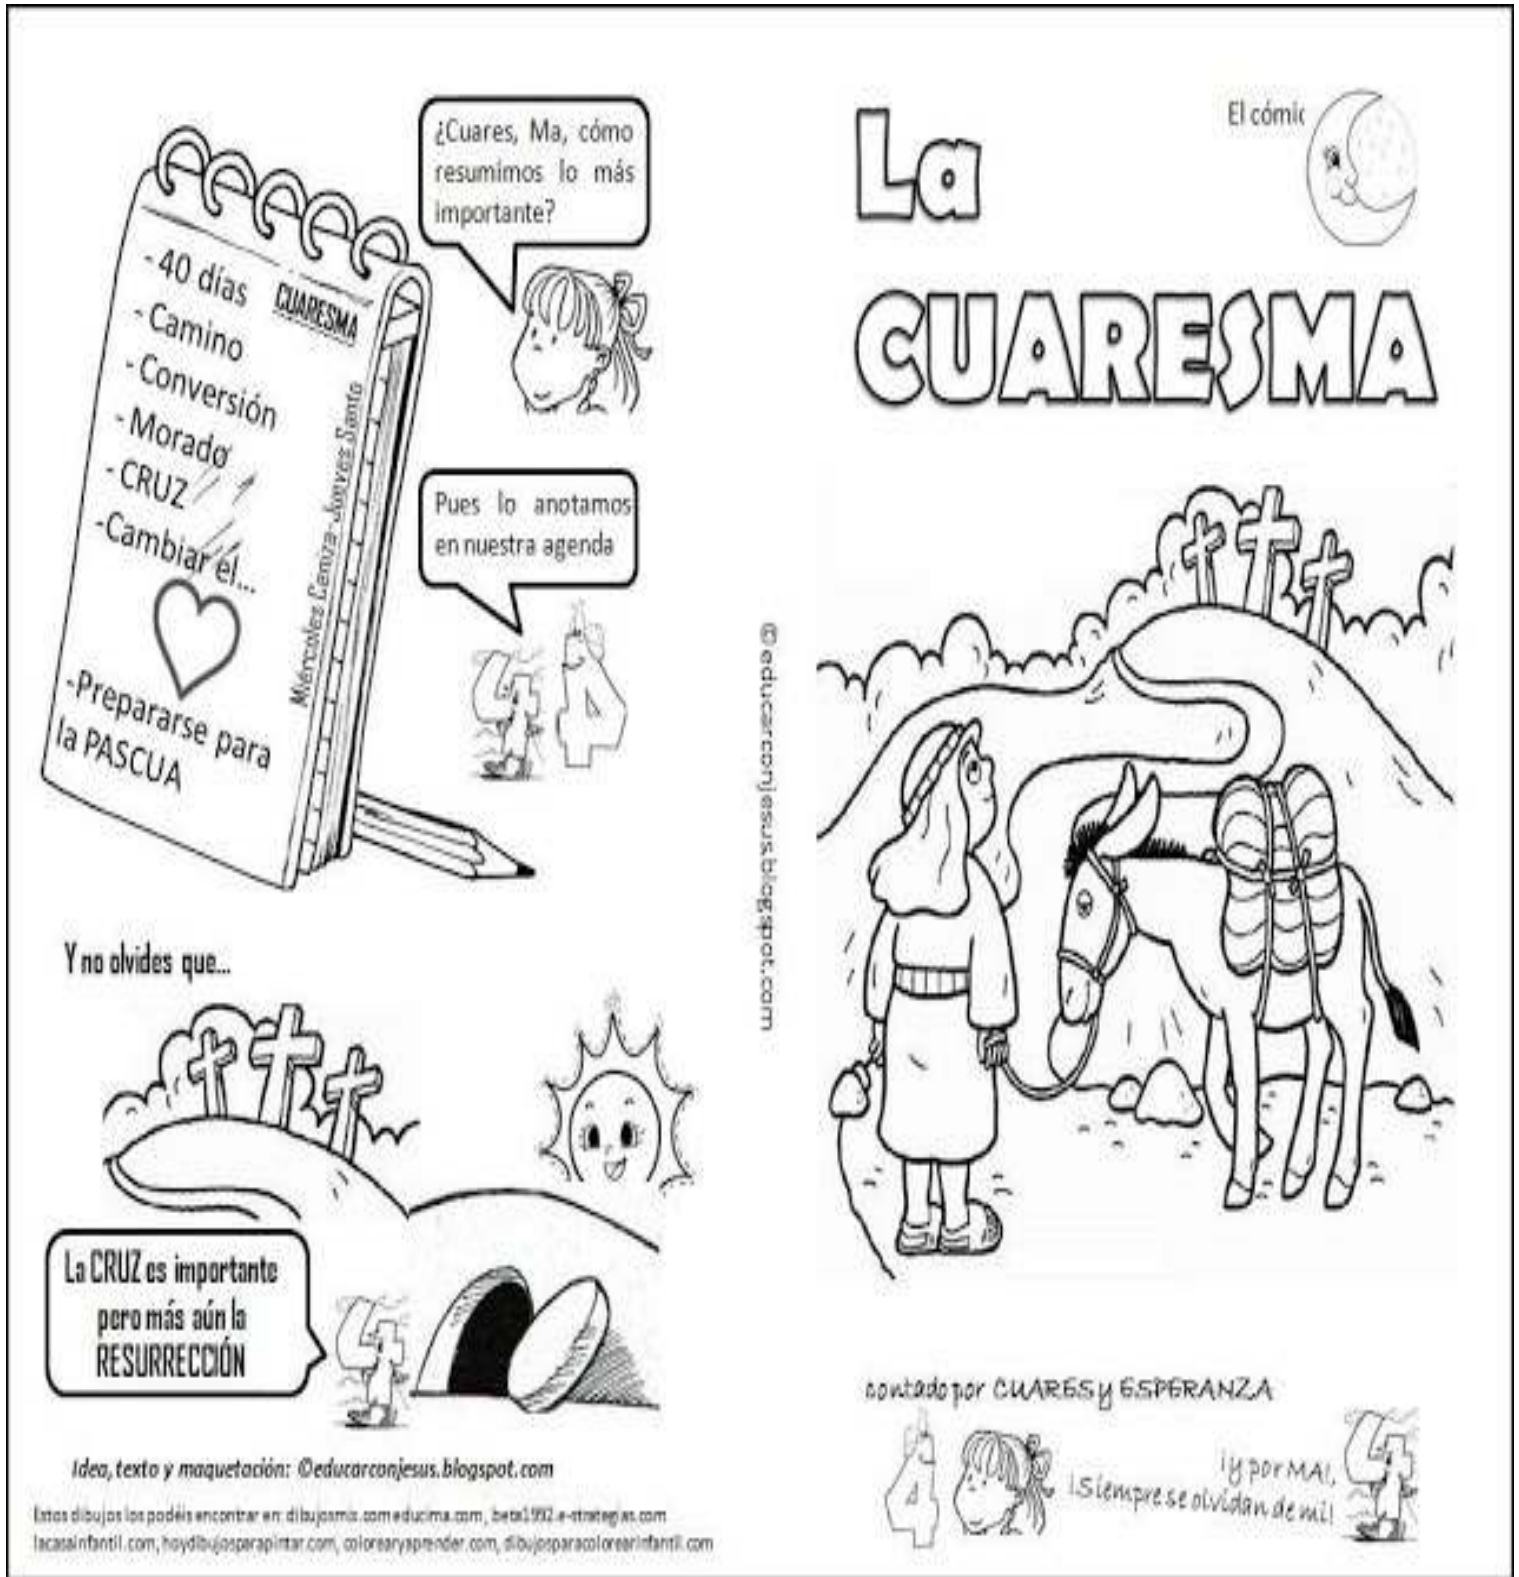 ¿Cuares, Ma, cómo
resumimos lo más
importante?
- 40 días
CUARESMA
- Camino
- Conversión
- Morado
- CRUZ
-Cambiar el...
-Prepararse para
la PASCUA
Miércoles Ceniza-Jueves Santo
Pues lo anotamos
en nuestra agenda
Y no olvides que...
La CRUZ es importante
pero más aún la
RESURRECCIÓN
Idea, texto y maquetación: ©educarconjesus.blogspot.com
Estos dibujos los podéis encontrar en: dibujosmix.com educima.com, beta1992.e-strategias.com
lacasainfantil.com, hoydibujosparapintar.com, colorearyaprender.com, dibujosparacolorearinfantil.com
©educarconjesus.blogspot.com
El cómic
La
CUARESMA
contado por CUARES y ESPERANZA
¡y por MA!,
¡Siempre se olvidan de mí!